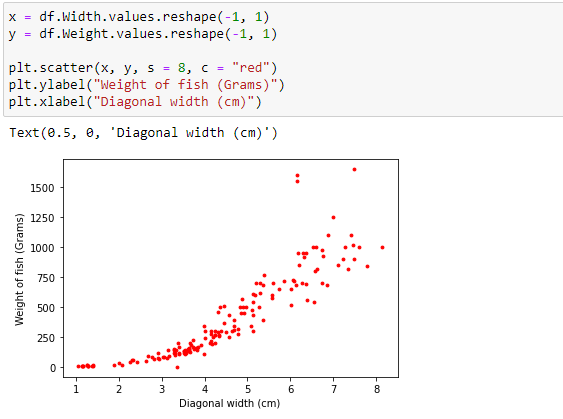 x = df.Width.values.reshape(-1, 1)
y = df.Weight.values.reshape(-1, 1)
plt.scatter(x, y, s = 8, c = "red")
plt.ylabel("Weight of fish (Grams)")
plt.xlabel("Diagonal width (cm)")
Text(0.5, 0, 'Diagonal width (cm)')
Weight of fish (Grams)
1500
1250
1000
750
500
250
0
1 2 3 4 5 6 7 8
Diagonal width (cm)